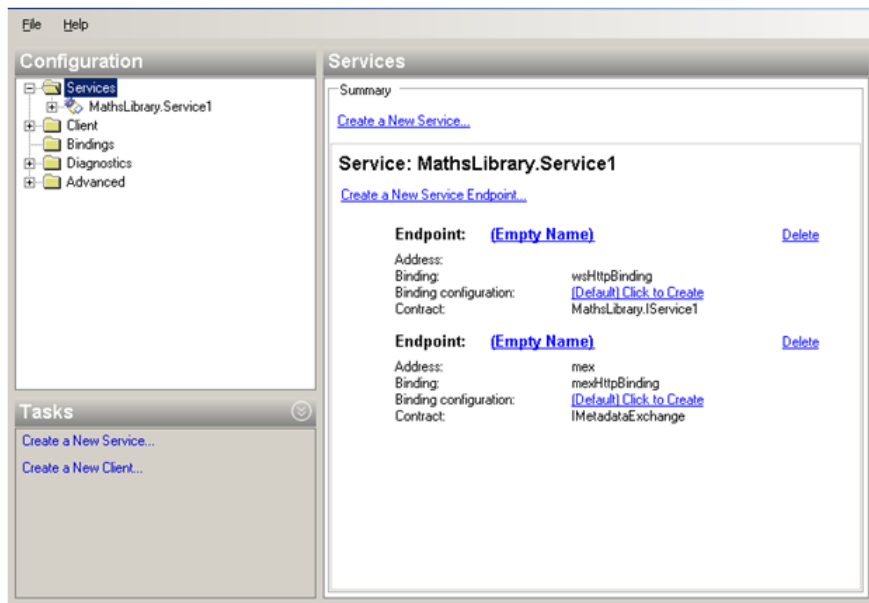 File Help
Configuration
Services
MathsLibrary.Service1
Client
Bindings
Diagnostics
Advanced
Tasks
Create a New Service...
Create a New Client...
Services
Summary
Create a New Service...
Service: MathsLibrary.Service1
Create a New Service Endpoint...
Endpoint: (Empty Name) Delete
Address:
Binding: wsHttpBinding
Binding configuration: (Default) Click to Create
Contract: MathsLibrary.IService1
Endpoint: (Empty Name) Delete
Address: mex
Binding: mexHttpBinding
Binding configuration: (Default) Click to Create
Contract: IMetadataExchange